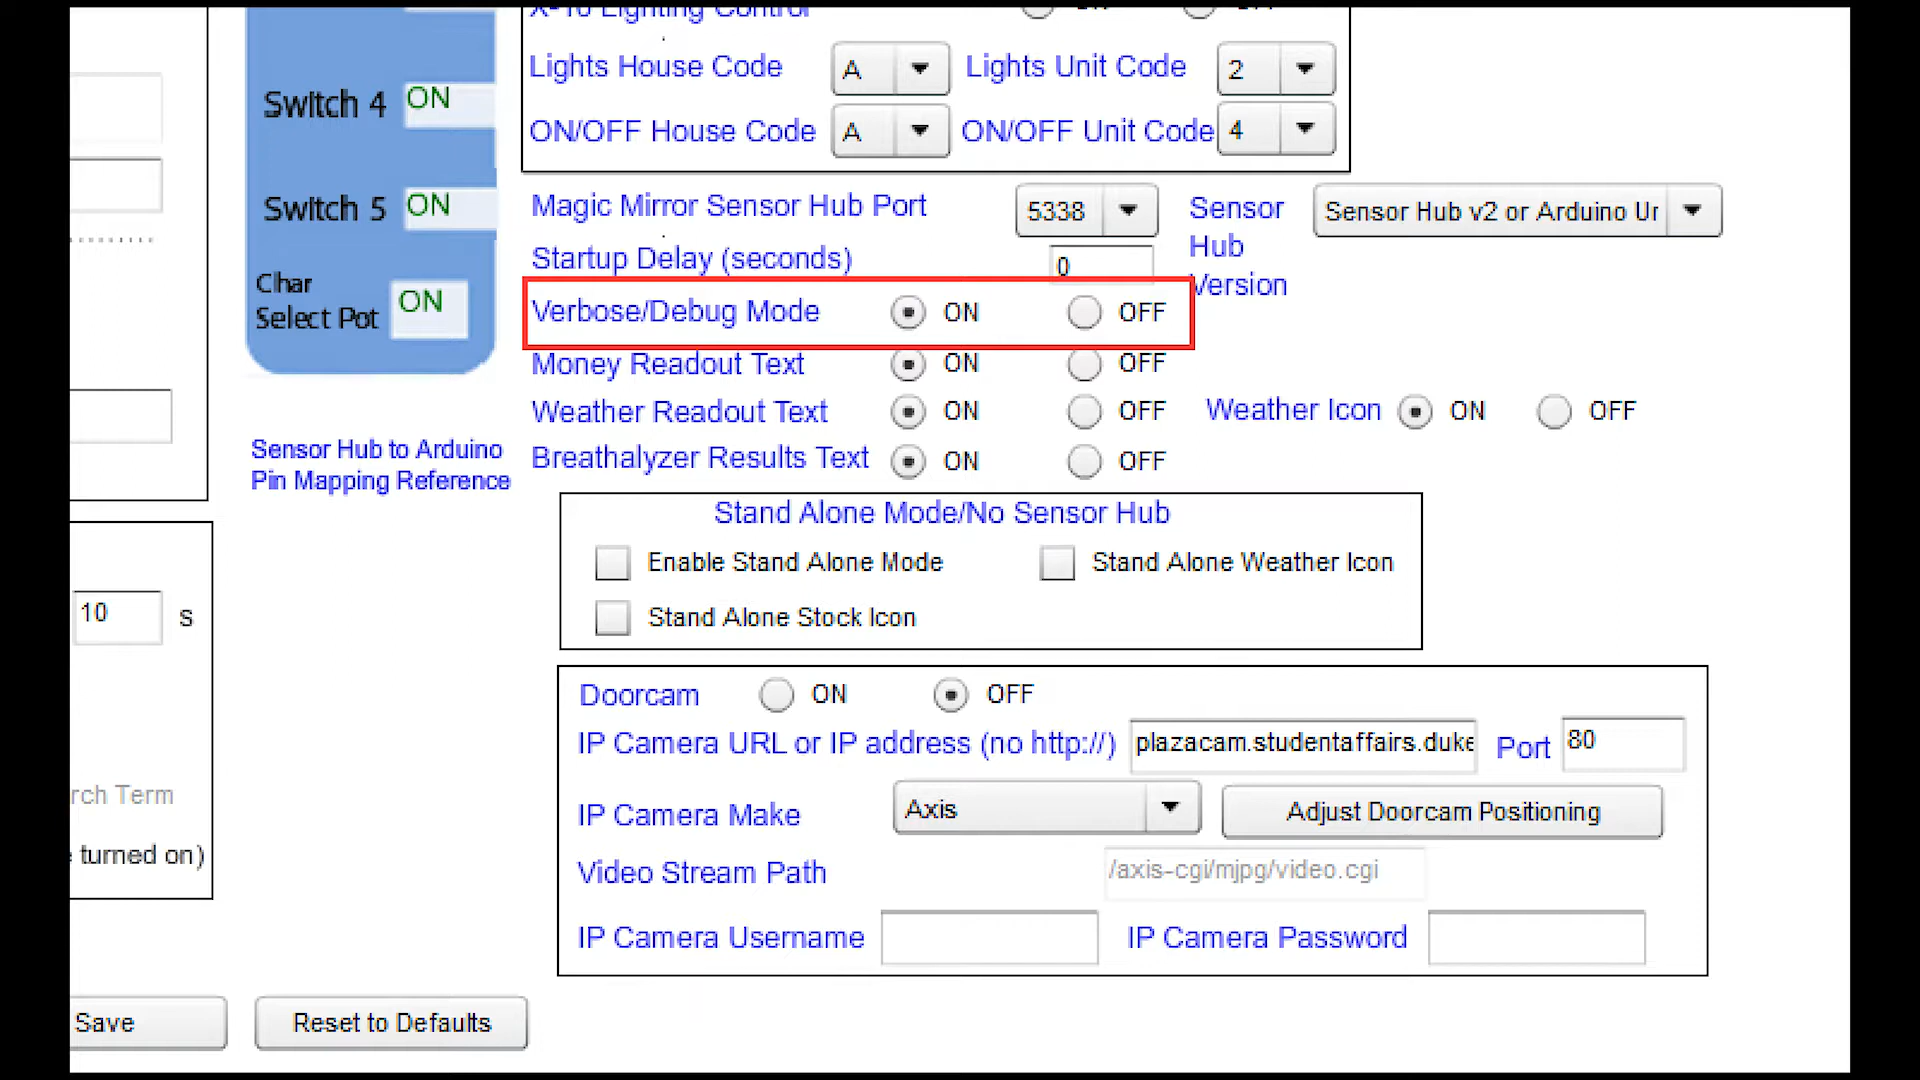 X-10 Lighting Control
Lights House Code A Lights Unit Code 2
Switch 4 ON
ON/OFF House Code A ON/OFF Unit Code 4
Switch 5 ON
Magic Mirror Sensor Hub Port 5338 Sensor Hub Version Sensor Hub v2 or Arduino Ur
Startup Delay (seconds) 0
Char Select Pot ON
Verbose/Debug Mode ON OFF
Money Readout Text ON OFF
Weather Readout Text ON OFF Weather Icon ON OFF
Sensor Hub to Arduino
Pin Mapping Reference
Breathalyzer Results Text ON OFF
Stand Alone Mode/No Sensor Hub
Enable Stand Alone Mode Stand Alone Weather Icon
Stand Alone Stock Icon
10 s
Doorcam ON OFF
IP Camera URL or IP address (no http://) plazacam.studentaffairs.duke Port 80
rch Term
IP Camera Make Axis Adjust Doorcam Positioning
turned on)
Video Stream Path /axis-cgi/mjpg/video.cgi
IP Camera Username IP Camera Password
Save Reset to Defaults